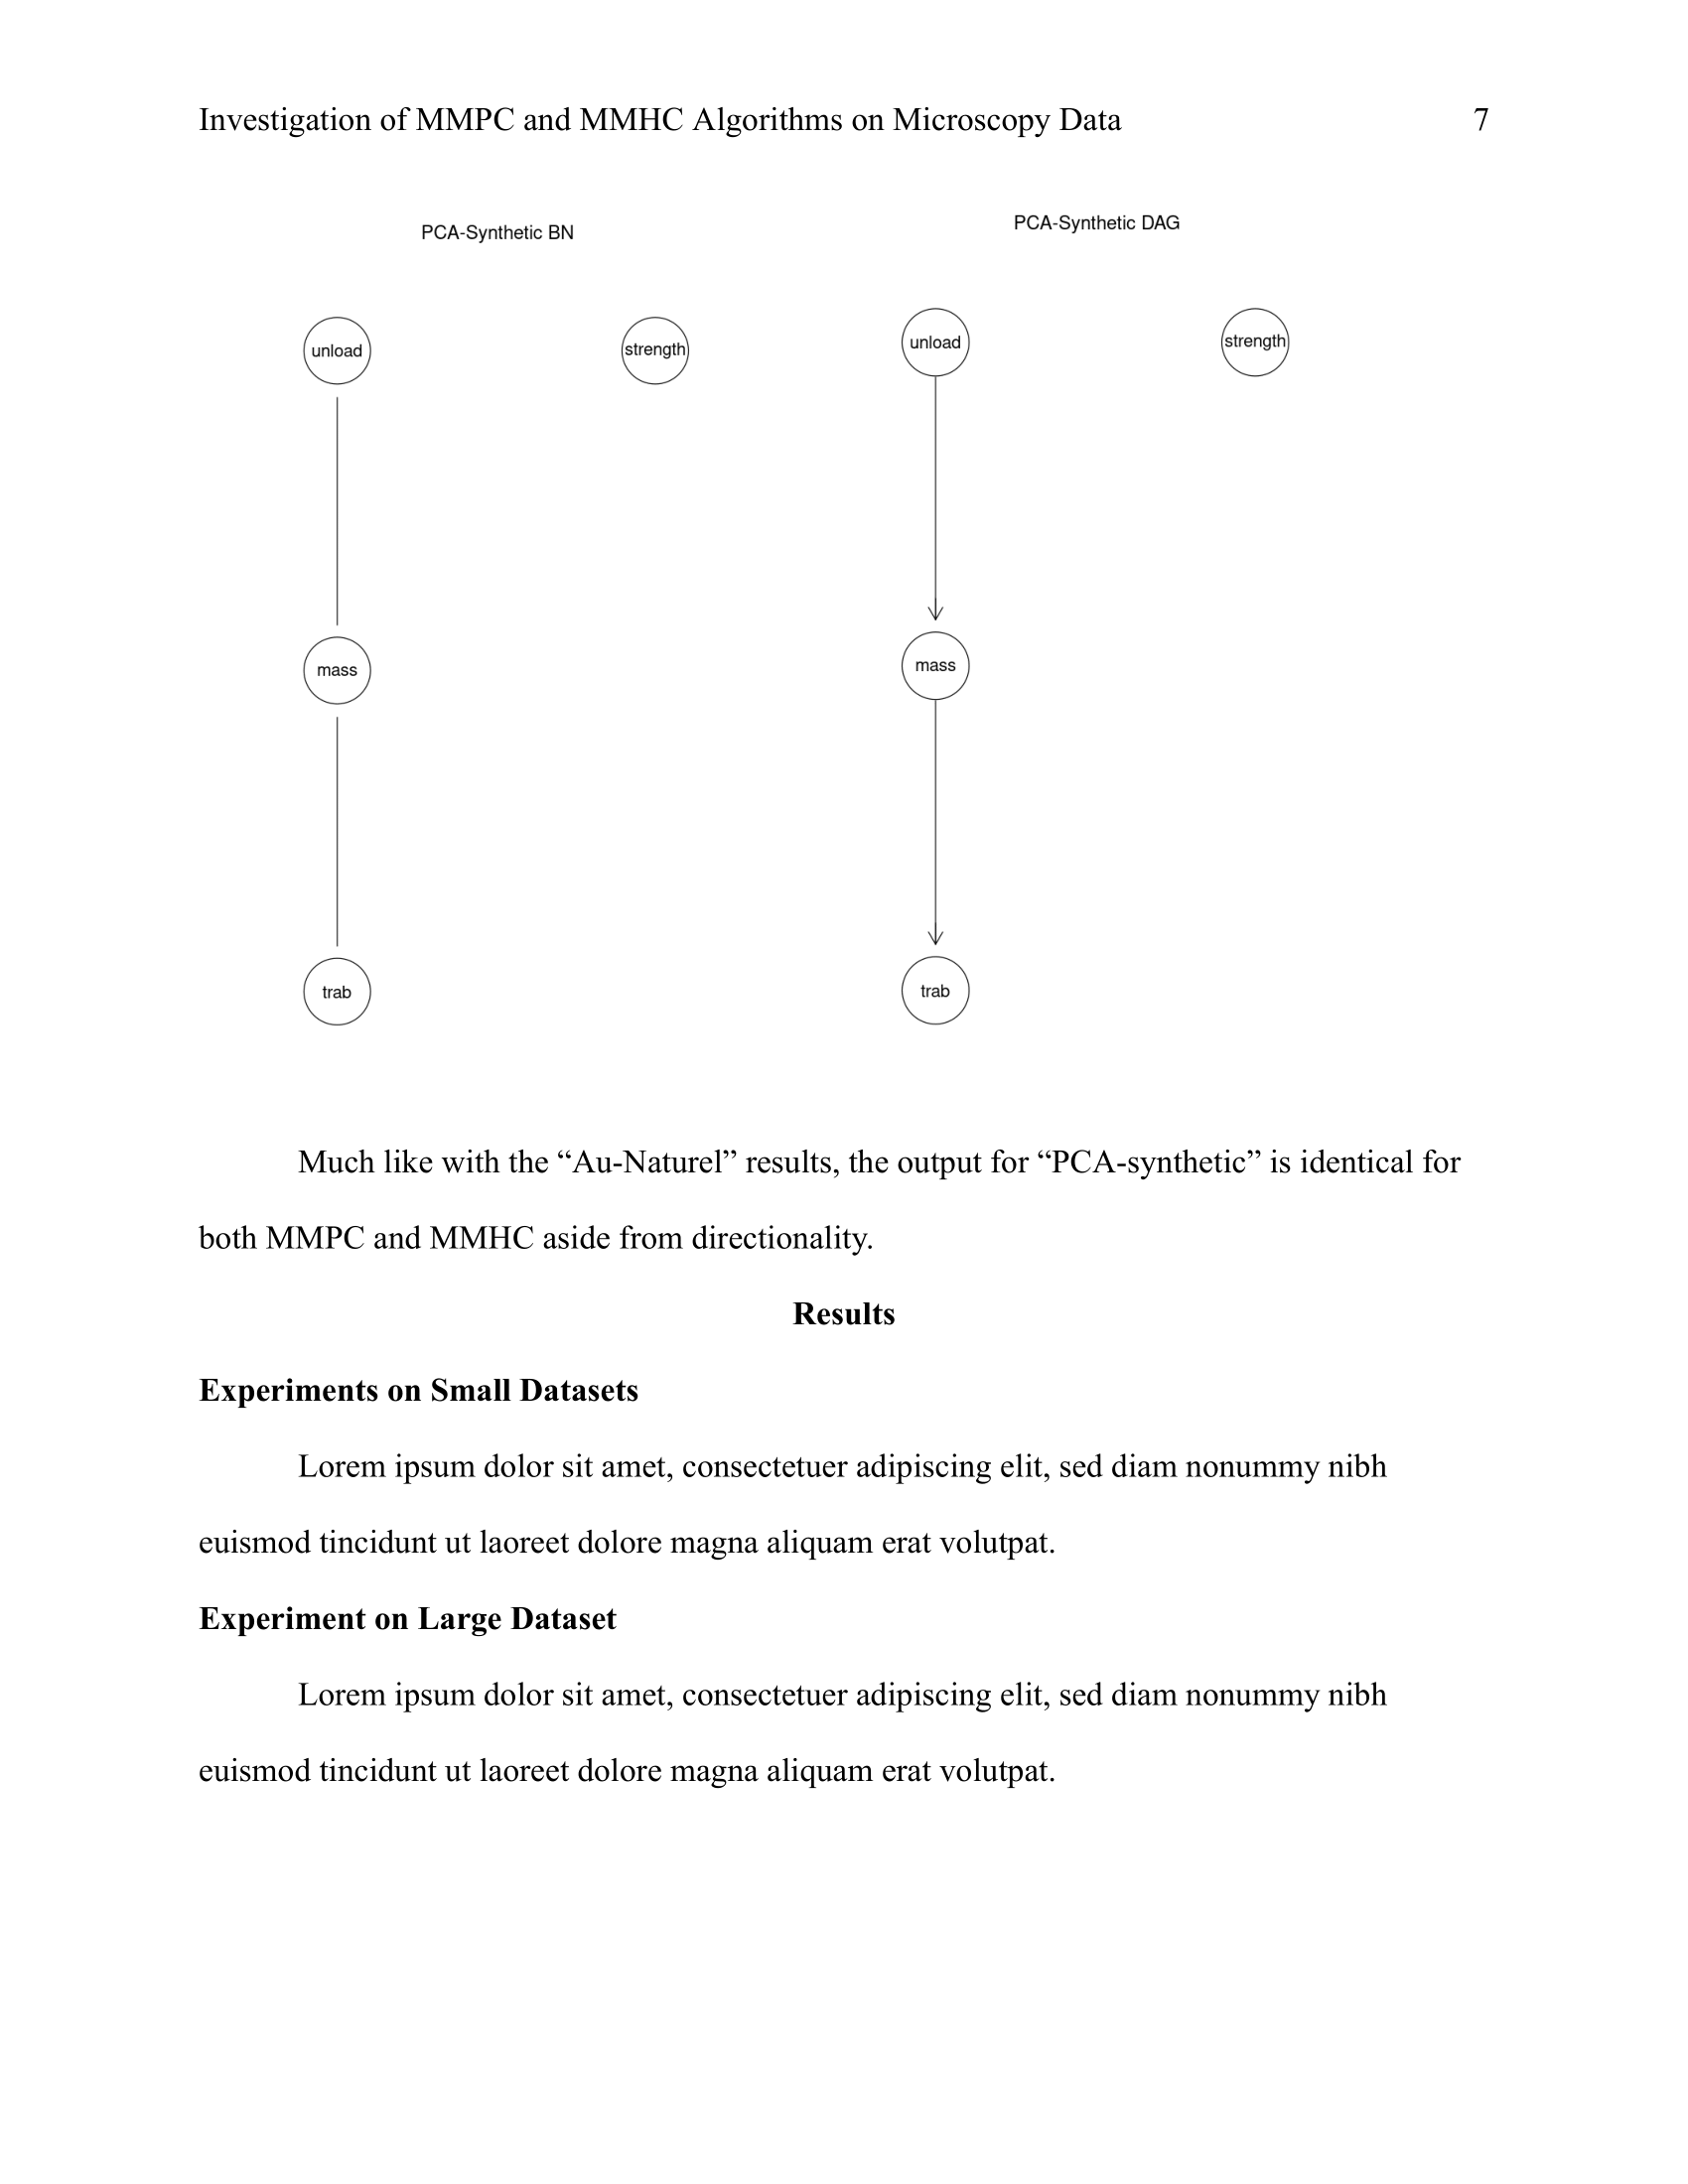 Investigation of MMPC and MMHC Algorithms on Microscopy Data 7
PCA-Synthetic BN
unload
strength
mass
trab
PCA-Synthetic DAG
unload
strength
mass
trab
Much like with the “Au-Naturel” results, the output for “PCA-synthetic” is identical for
both MMPC and MMHC aside from directionality.
Results
Experiments on Small Datasets
Lorem ipsum dolor sit amet, consectetuer adipiscing elit, sed diam nonummy nibh
euismod tincidunt ut laoreet dolore magna aliquam erat volutpat.
Experiment on Large Dataset
Lorem ipsum dolor sit amet, consectetuer adipiscing elit, sed diam nonummy nibh
euismod tincidunt ut laoreet dolore magna aliquam erat volutpat.